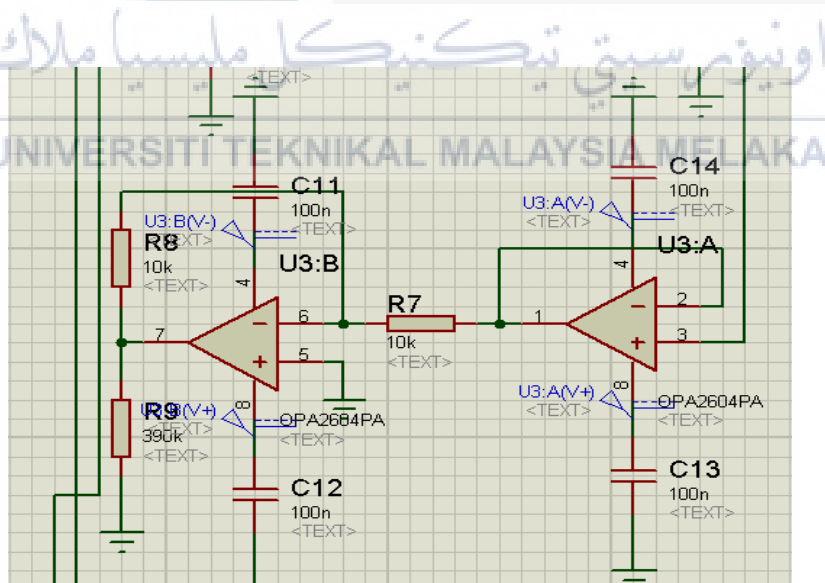 اونيۏرسيتي تيكنيكل مليسيا ملاك
UNIVERSITI TEKNIKAL MALAYSIA MELAKA
<TEXT>
C14
100n
<TEXT>
C11
100n
<TEXT>
U3:A(V-)
<TEXT>
U3:B(V-)
<TEXT>
R8
10k
<TEXT>
U3:A
U3:B
4
4
R7
10k
<TEXT>
6
5
7
1
2
3
8
8
U3:A(V+)
<TEXT>
OPA2604PA
<TEXT>
U3:B(V+)
<TEXT>
R9
390k
<TEXT>
OPA2604PA
<TEXT>
C13
100n
<TEXT>
C12
100n
<TEXT>